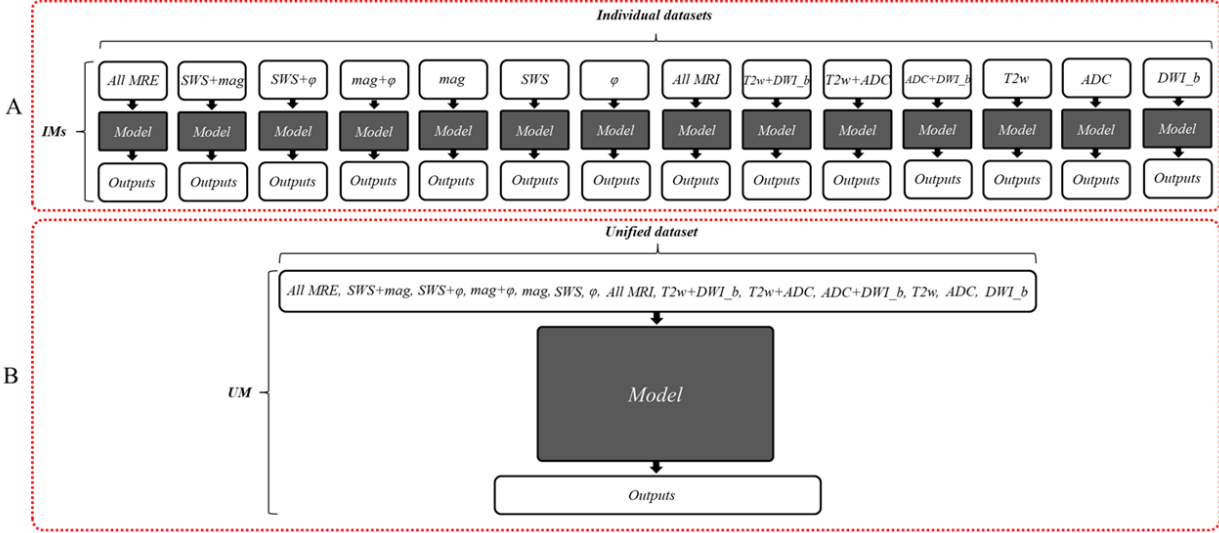 Individual datasets
All MRE SWS+mag SWS+φ mag+φ mag SWS φ All MRI T2w+DWI_b T2w+ADC ADC+DWI_b T2w ADC DWI_b
A
IMs
Model Model Model Model Model Model Model Model Model Model Model Model Model Model
Outputs Outputs Outputs Outputs Outputs Outputs Outputs Outputs Outputs Outputs Outputs Outputs Outputs Outputs
Unified dataset
All MRE, SWS+mag, SWS+φ, mag+φ, mag, SWS, φ, All MRI, T2w+DWI_b, T2w+ADC, ADC+DWI_b, T2w, ADC, DWI_b
B
UM
Model
Outputs